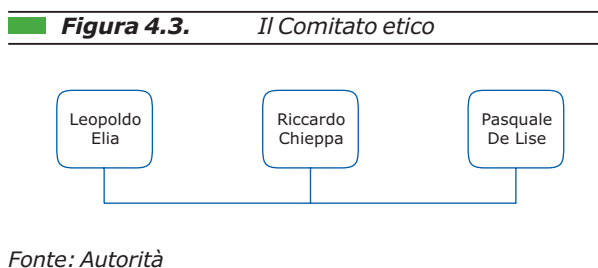 Figura 4.3. Il Comitato etico
Leopoldo
Elia
Riccardo
Chieppa
Pasquale
De Lise
Fonte: Autorità